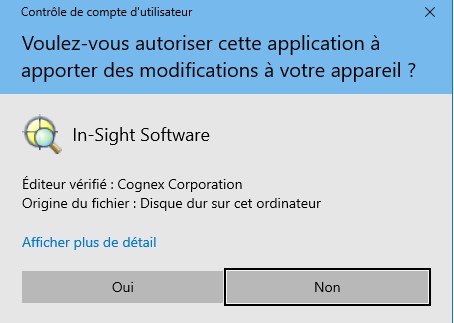 Contrôle de compte d'utilisateur
Voulez-vous autoriser cette application à
apporter des modifications à votre appareil ?
In-Sight Software
Éditeur vérifié : Cognex Corporation
Origine du fichier : Disque dur sur cet ordinateur
Afficher plus de détail
Oui
Non